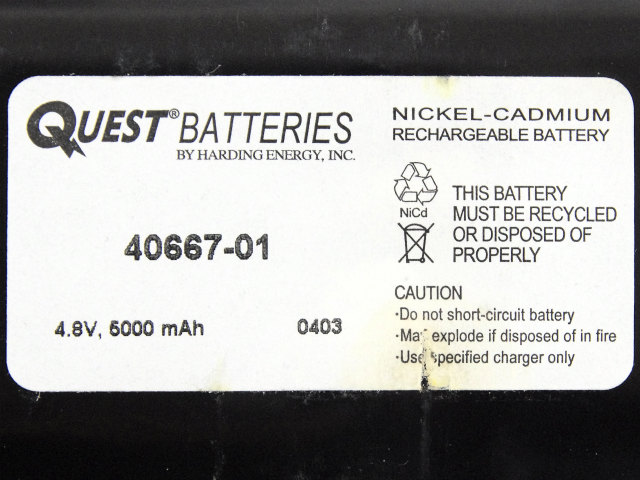 QUEST® BATTERIES
BY HARDING ENERGY, INC.
40667-01
4.8V, 5000 mAh
0403
NICKEL-CADMIUM
RECHARGEABLE BATTERY
NiCd
THIS BATTERY
MUST BE RECYCLED
OR DISPOSED OF
PROPERLY
CAUTION
·Do not short-circuit battery
·May explode if disposed of in fire
·Use specified charger only